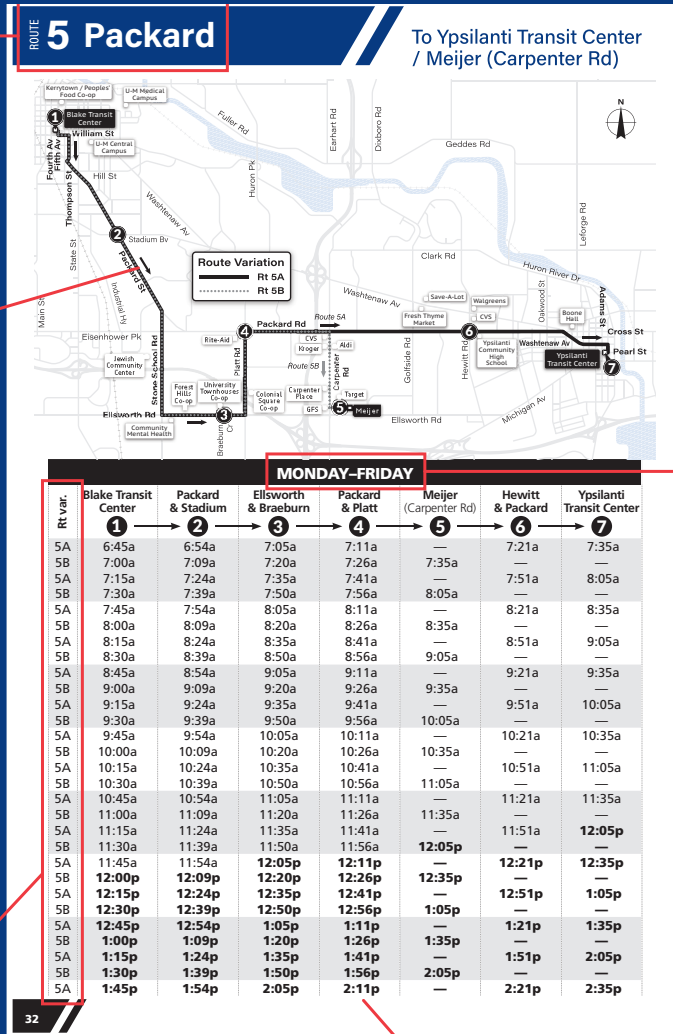 ROUTE 5 Packard
To Ypsilanti Transit Center
/ Meijer (Carpenter Rd)
Kerrytown / Peoples'
Food Co-op
U-M Medical
Campus
1
Blake Transit
Center
William St
U-M Central
Campus
Fourth Av
Fifth Av
Thompson St
Hill St
Fuller Rd
Huron Pk
Earhart Rd
Dixboro Rd
Geddes Rd
N
Washtenaw Av
2
Stadium Bv
Packard St
State St
Main St
Industrial Hy
Eisenhower Pk
Route Variation
Rt 5A
Rt 5B
Clark Rd
Leforge Rd
Huron River Dr
Washtenaw Av
Save-A-Lot
Walgreens
CVS
Fresh Thyme
Market
Oakwood St
Boone
Hall
Adams St
Cross St
Pearl St
Washtenaw Av
Ypsilanti
Transit Center
7
4
Packard Rd
Route 5A
Rite-Aid
CVS
Kroger
Aldi
6
Ypsilanti
Community
High
School
Hewitt Rd
Golfside Rd
Platt Rd
Stone School Rd
Jewish
Community
Center
Route 5B
Carpenter
Rd
Forest
Hills
Co-op
University
Townhouses
Co-op
Colonial
Square
Co-op
Carpenter
Place
GFS
Target
5
Meijer
Michigan Av
Ellsworth Rd
Ellsworth Rd
3
Community
Mental Health
Braeburn
Ct
MONDAY–FRIDAY
Rt var. Blake Transit Center Packard & Stadium Ellsworth & Braeburn Packard & Platt Meijer (Carpenter Rd) Hewitt & Packard Ypsilanti Transit Center
1 2 3 4 5 6 7
5A 6:45a 6:54a 7:05a 7:11a — 7:21a 7:35a
5B 7:00a 7:09a 7:20a 7:26a 7:35a — —
5A 7:15a 7:24a 7:35a 7:41a — 7:51a 8:05a
5B 7:30a 7:39a 7:50a 7:56a 8:05a — —
5A 7:45a 7:54a 8:05a 8:11a — 8:21a 8:35a
5B 8:00a 8:09a 8:20a 8:26a 8:35a — —
5A 8:15a 8:24a 8:35a 8:41a — 8:51a 9:05a
5B 8:30a 8:39a 8:50a 8:56a 9:05a — —
5A 8:45a 8:54a 9:05a 9:11a — 9:21a 9:35a
5B 9:00a 9:09a 9:20a 9:26a 9:35a — —
5A 9:15a 9:24a 9:35a 9:41a — 9:51a 10:05a
5B 9:30a 9:39a 9:50a 9:56a 10:05a — —
5A 9:45a 9:54a 10:05a 10:11a — 10:21a 10:35a
5B 10:00a 10:09a 10:20a 10:26a 10:35a — —
5A 10:15a 10:24a 10:35a 10:41a — 10:51a 11:05a
5B 10:30a 10:39a 10:50a 10:56a 11:05a — —
5A 10:45a 10:54a 11:05a 11:11a — 11:21a 11:35a
5B 11:00a 11:09a 11:20a 11:26a 11:35a — —
5A 11:15a 11:24a 11:35a 11:41a — 11:51a 12:05p
5B 11:30a 11:39a 11:50a 11:56a 12:05p — —
5A 11:45a 11:54a 12:05p 12:11p — 12:21p 12:35p
5B 12:00p 12:09p 12:20p 12:26p 12:35p — —
5A 12:15p 12:24p 12:35p 12:41p — 12:51p 1:05p
5B 12:30p 12:39p 12:50p 12:56p 1:05p — —
5A 12:45p 12:54p 1:05p 1:11p — 1:21p 1:35p
5B 1:00p 1:09p 1:20p 1:26p 1:35p — —
5A 1:15p 1:24p 1:35p 1:41p — 1:51p 2:05p
5B 1:30p 1:39p 1:50p 1:56p 2:05p — —
5A 1:45p 1:54p 2:05p 2:11p — 2:21p 2:35p
32